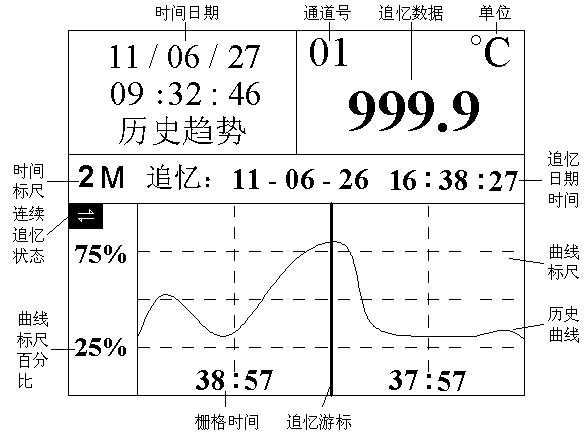 时间日期
通道号
追忆数据
单位
11 / 06 / 27
09 :32 : 46
历史趋势
01
°C
999.9
时间
标尺
2 M
追忆： 11 - 06 - 26 16 : 38 : 27
追忆
日期
时间
连续
追忆
状态
⇌
75%
曲线
标尺
曲线
标尺
百分
比
25%
历史
曲线
38 : 57
37 : 57
栅格时间
追忆游标